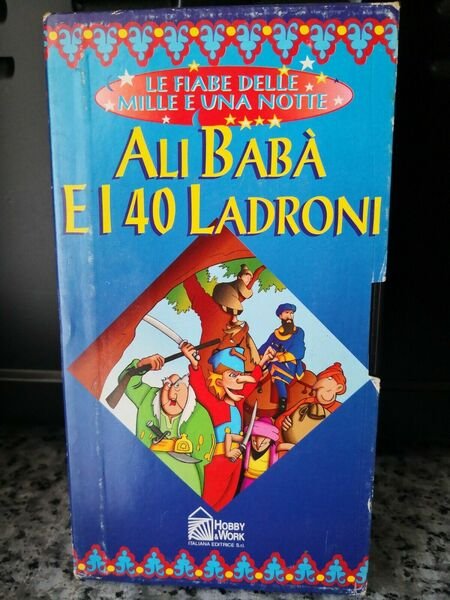 LE FIABE DELLE
MILLE E UNA NOTTE
ALI BABÀ
E I 40 LADRONI
HOBBY
& WORK
ITALIANA EDITRICE S.r.l.